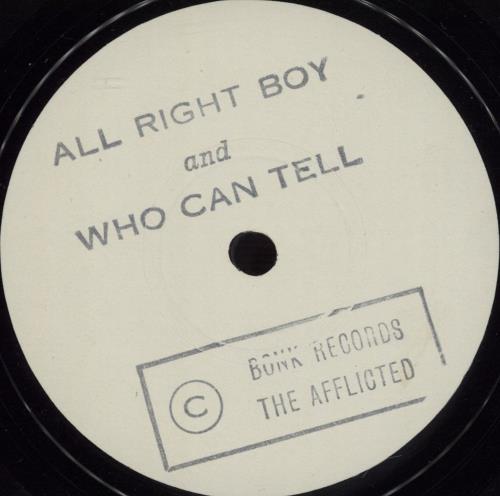 ALL RIGHT BOY
and
WHO CAN TELL
© BONK RECORDS
THE AFFLICTED